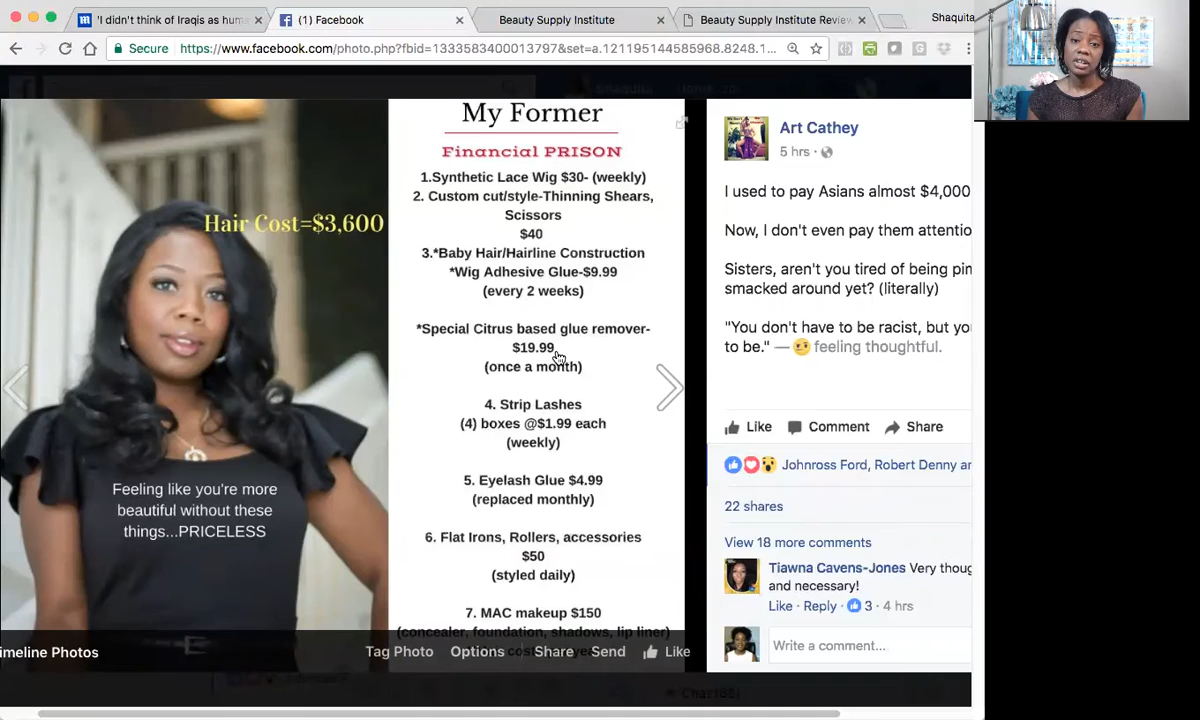 'I didn't think of Iraqis as hum
(1) Facebook
Beauty Supply Institute
Beauty Supply Institute Review
Shaquita
Secure
https://www.facebook.com/photo.php?fbid=1333583400013797&set=a.121195144585968.8248.1...
Hair Cost=$3,600
Feeling like you're more
beautiful without these
things...PRICELESS
My Former
Financial PRISON
1.Synthetic Lace Wig $30- (weekly)
2. Custom cut/style-Thinning Shears,
Scissors
$40
3.*Baby Hair/Hairline Construction
*Wig Adhesive Glue-$9.99
(every 2 weeks)
*Special Citrus based glue remover-
$19.99
(once a month)
4. Strip Lashes
(4) boxes @$1.99 each
(weekly)
5. Eyelash Glue $4.99
(replaced monthly)
6. Flat Irons, Rollers, accessories
$50
(styled daily)
7. MAC makeup $150
(concealer, foundation, shadows, lip liner)
imeline Photos
Tag Photo Options Share Send Like
Art Cathey
5 hrs ·
I used to pay Asians almost $4,000
Now, I don't even pay them attentio
Sisters, aren't you tired of being pin
smacked around yet? (literally)
"You don't have to be racist, but yo
to be." — feeling thoughtful.
Like Comment Share
Johnross Ford, Robert Denny ar
22 shares
View 18 more comments
Tiawna Cavens-Jones Very thoug
and necessary!
Like · Reply · 3 · 4 hrs
Write a comment...